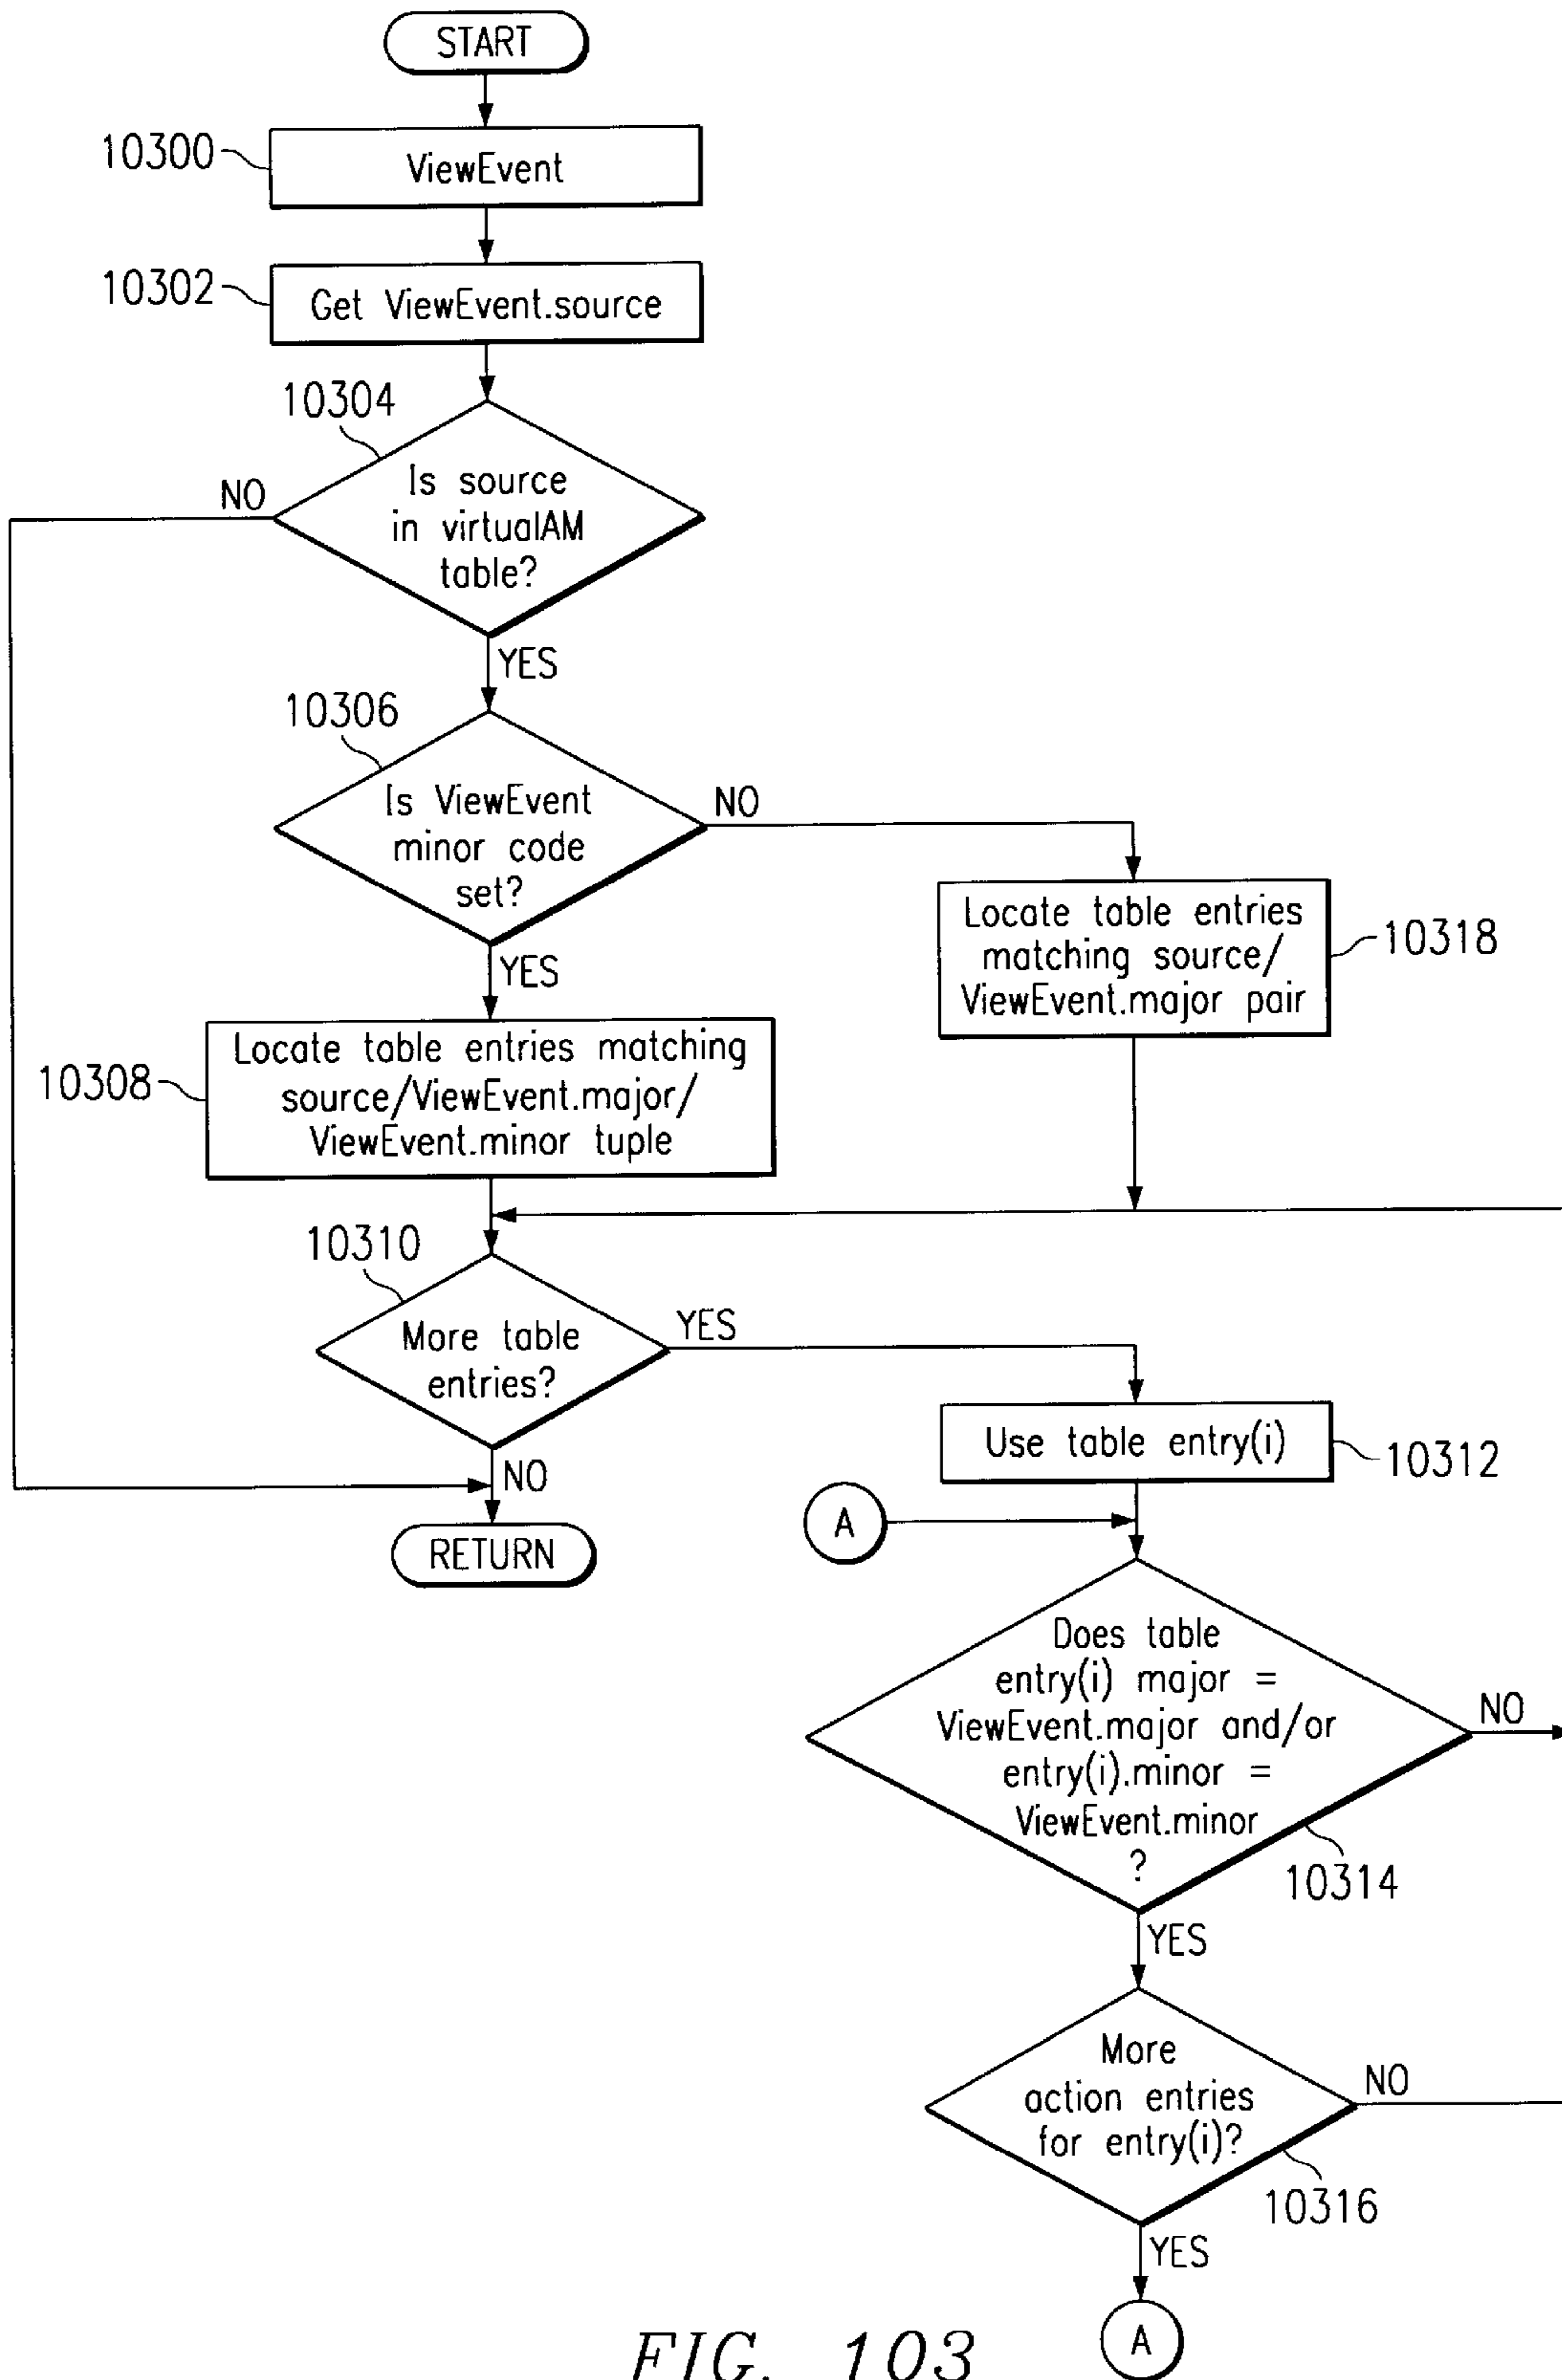 START
10300
ViewEvent
10302
Get ViewEvent.source
10304
Is source
in virtualAM
table?
NO
YES
10306
Is ViewEvent
minor code
set?
NO
YES
Locate table entries
matching source/
ViewEvent.major pair
10318
10308
Locate table entries matching
source/ViewEvent.major/
ViewEvent.minor tuple
10310
More table
entries?
YES
NO
RETURN
Use table entry(i)
10312
A
Does table
entry(i) major =
ViewEvent.major and/or
entry(i).minor =
ViewEvent.minor
?
NO
10314
YES
More
action entries
for entry(i)?
NO
10316
YES
A
FIG. 103